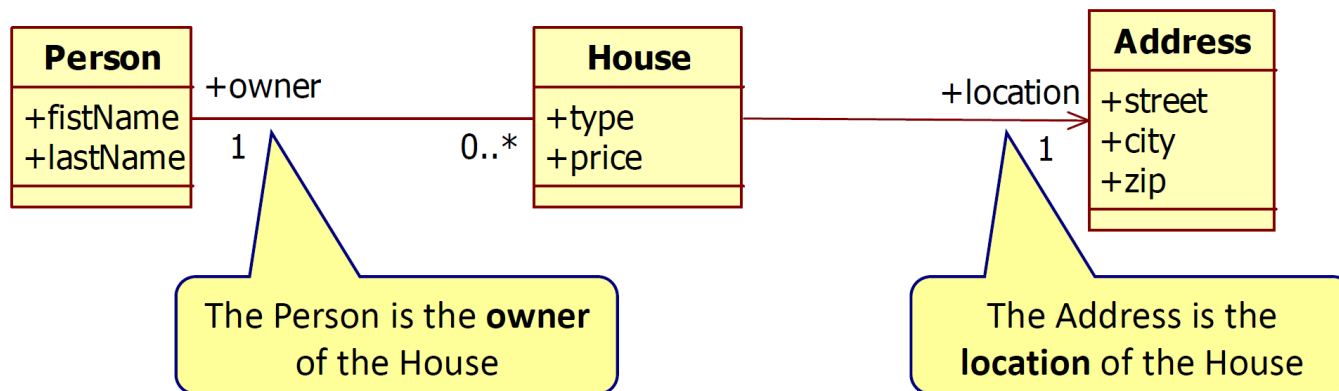 Person
+fistName
+lastName
+owner
1
0..*
House
+type
+price
+location
1
Address
+street
+city
+zip
The Person is the owner
of the House
The Address is the
location of the House